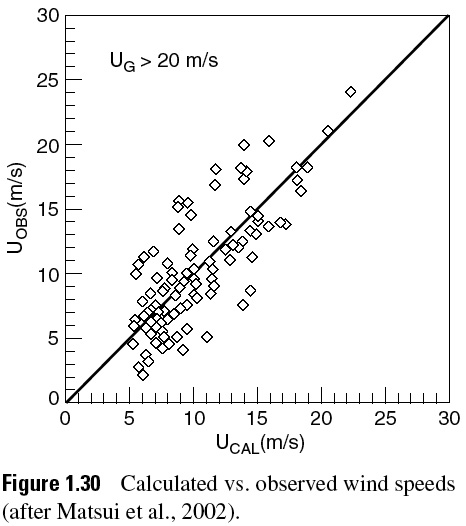 30
25
20
15
10
5
0
U_OBS(m/s)
U_G > 20 m/s
0 5 10 15 20 25 30
U_CAL(m/s)
Figure 1.30 Calculated vs. observed wind speeds
(after Matsui et al., 2002).